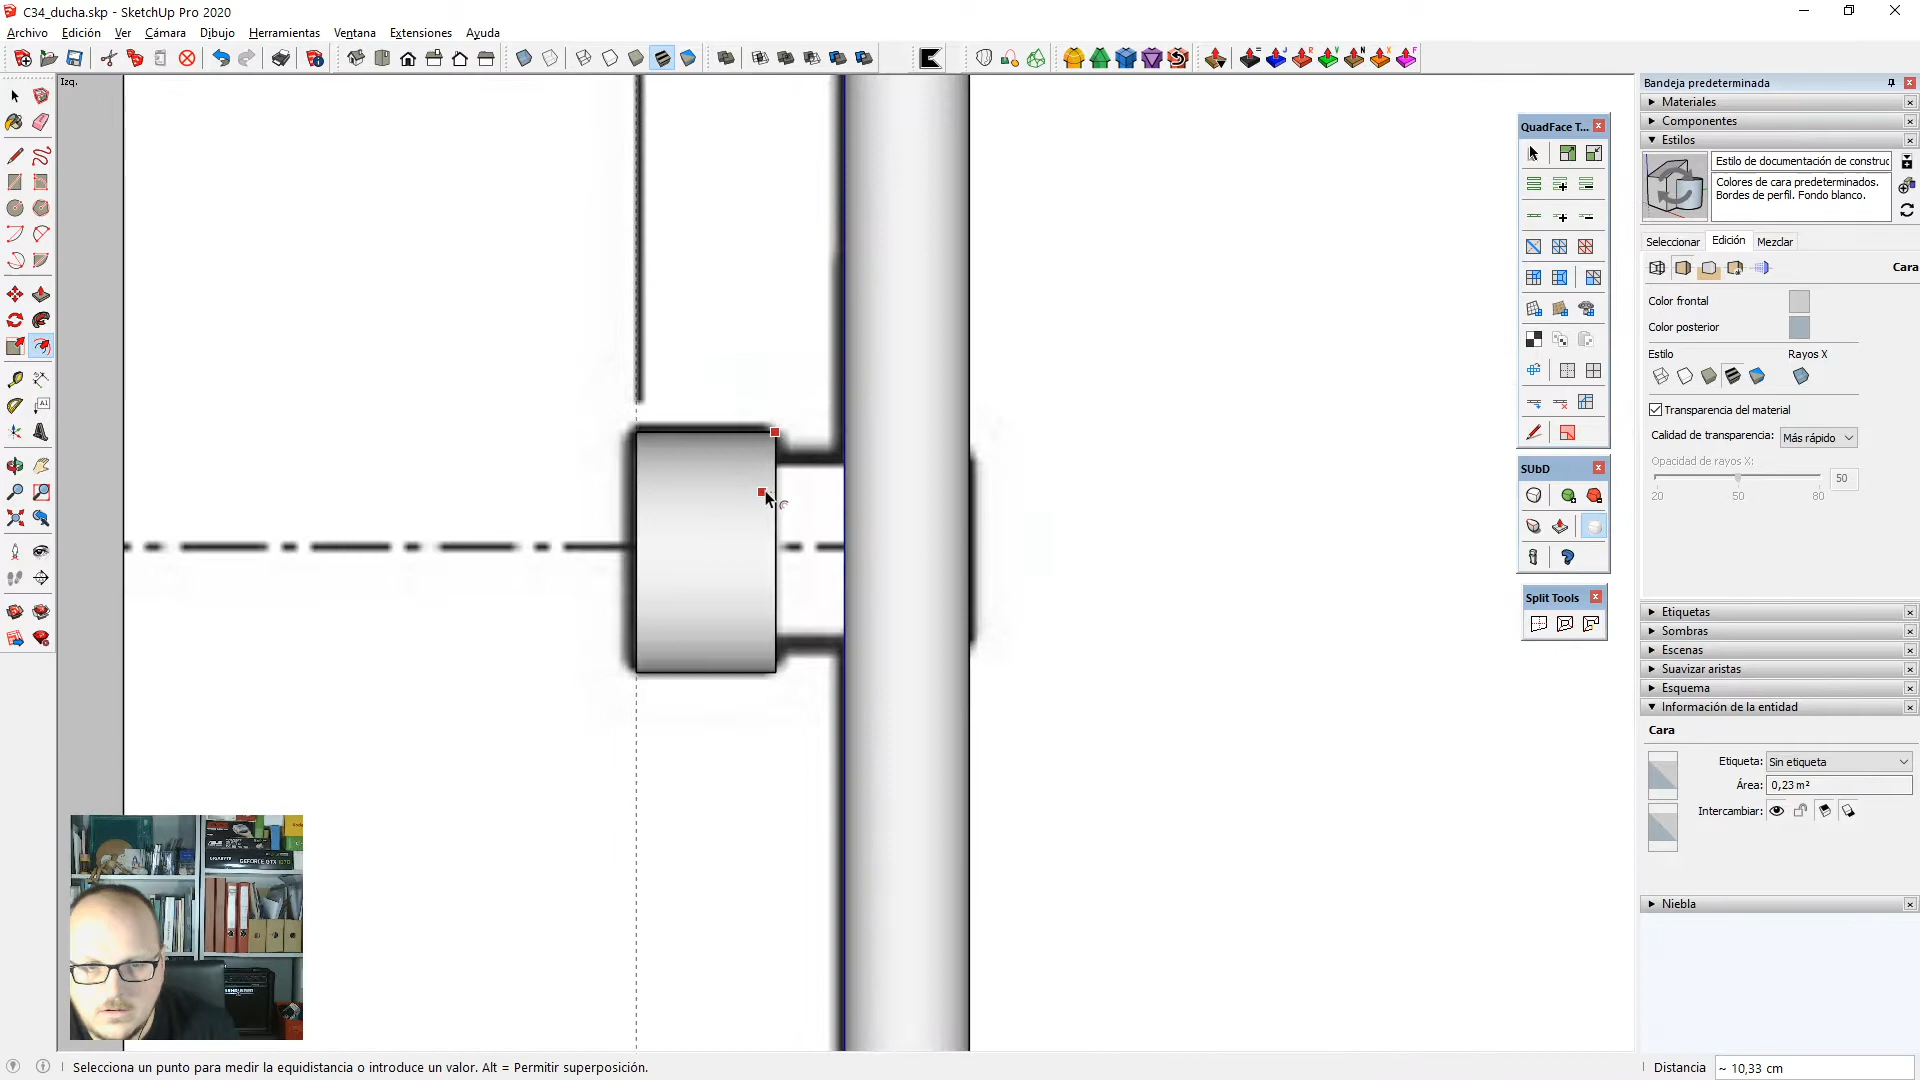 C34_ducha.skp - SketchUp Pro 2020
Archivo Edición Ver Cámara Dibujo Herramientas Ventana Extensiones Ayuda
Izq.
Bandeja predeterminada
Materiales
Componentes
Estilos
Estilo de documentación de construc
Colores de cara predeterminados.
Bordes de perfil. Fondo blanco.
Seleccionar Edición Mezclar
Cara
Color frontal
Color posterior
Estilo Rayos X
Transparencia del material
Calidad de transparencia: Más rápido
Opacidad de rayos X:
50
20 50 80
Etiquetas
Sombras
Escenas
Suavizar aristas
Esquema
Información de la entidad
Cara
Etiqueta: Sin etiqueta
Área: 0,23 m²
Intercambiar:
Niebla
QuadFace T...
SUbD
Split Tools
GIGABYTE GEFORCE GTX
Selecciona un punto para medir la equidistancia o introduce un valor. Alt = Permitir superposición.
Distancia ~ 10,33 cm